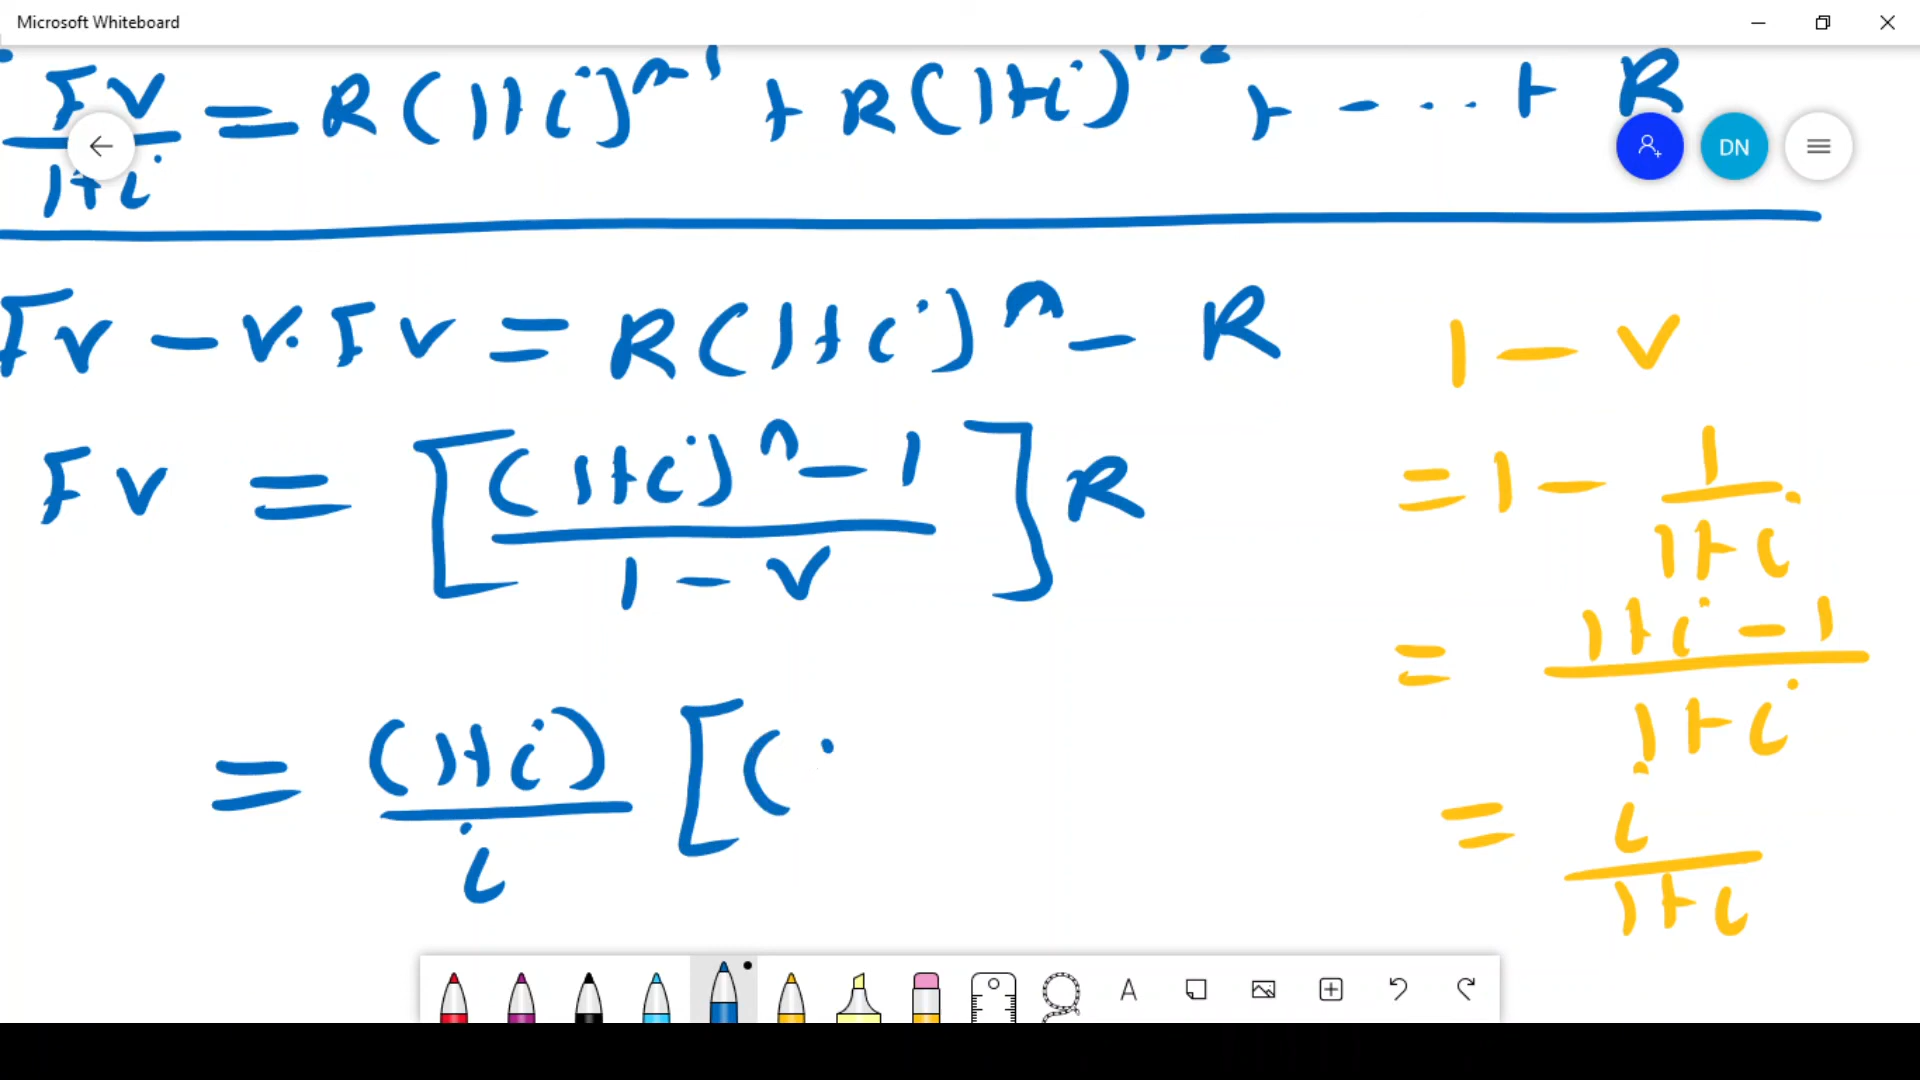 Microsoft Whiteboard
FV/(1+i) = R(1+i)^n-1 + R(1+i)^n-2 + - ... + R
DN
FV - V.FV = R(1+i)^n - R
FV = [((1+i)^n - 1)/(1 - V)] R
= (1+i)/i [(
1 - V
= 1 - 1/(1+i)
= (1+i-1)/(1+i)
= i/(1+i)
A